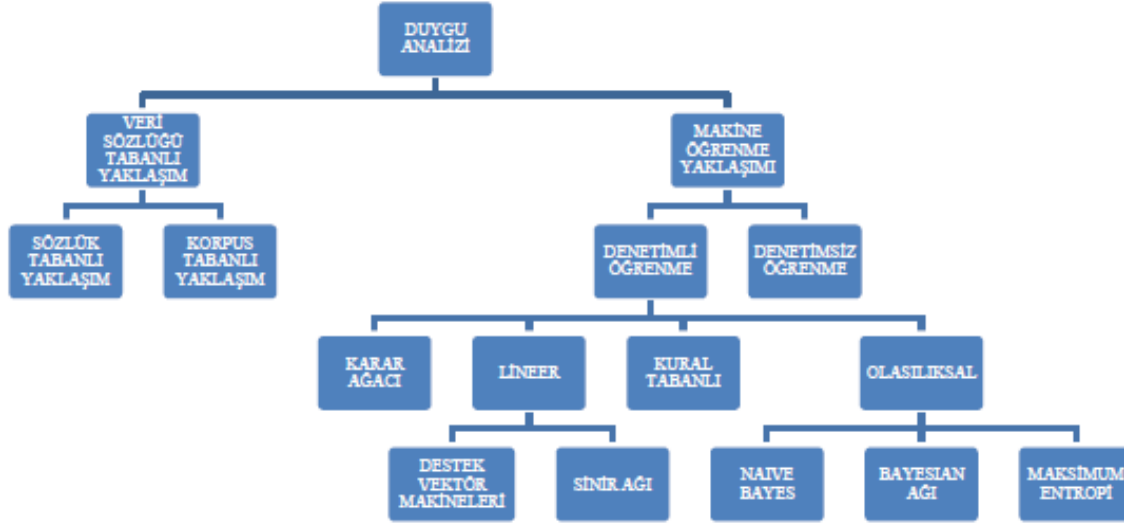 DUYGU
ANALİZİ
VERİ
SÖZLÜĞÜ
TABANLI
YAKLAŞIM
MAKİNE
ÖĞRENME
YAKLAŞIMI
SÖZLÜK
TABANLI
YAKLAŞIM
KORPUS
TABANLI
YAKLAŞIM
DENETİMLİ
ÖĞRENME
DENETİMSİZ
ÖĞRENME
KARAR
AĞACI
LİNEER
KURAL
TABANLI
OLASILIKSAL
DESTEK
VEKTÖR
MAKİNELERİ
SİNİR AĞI
NAIVE
BAYES
BAYESIAN
AĞI
MAKSİMUM
ENTROPİ